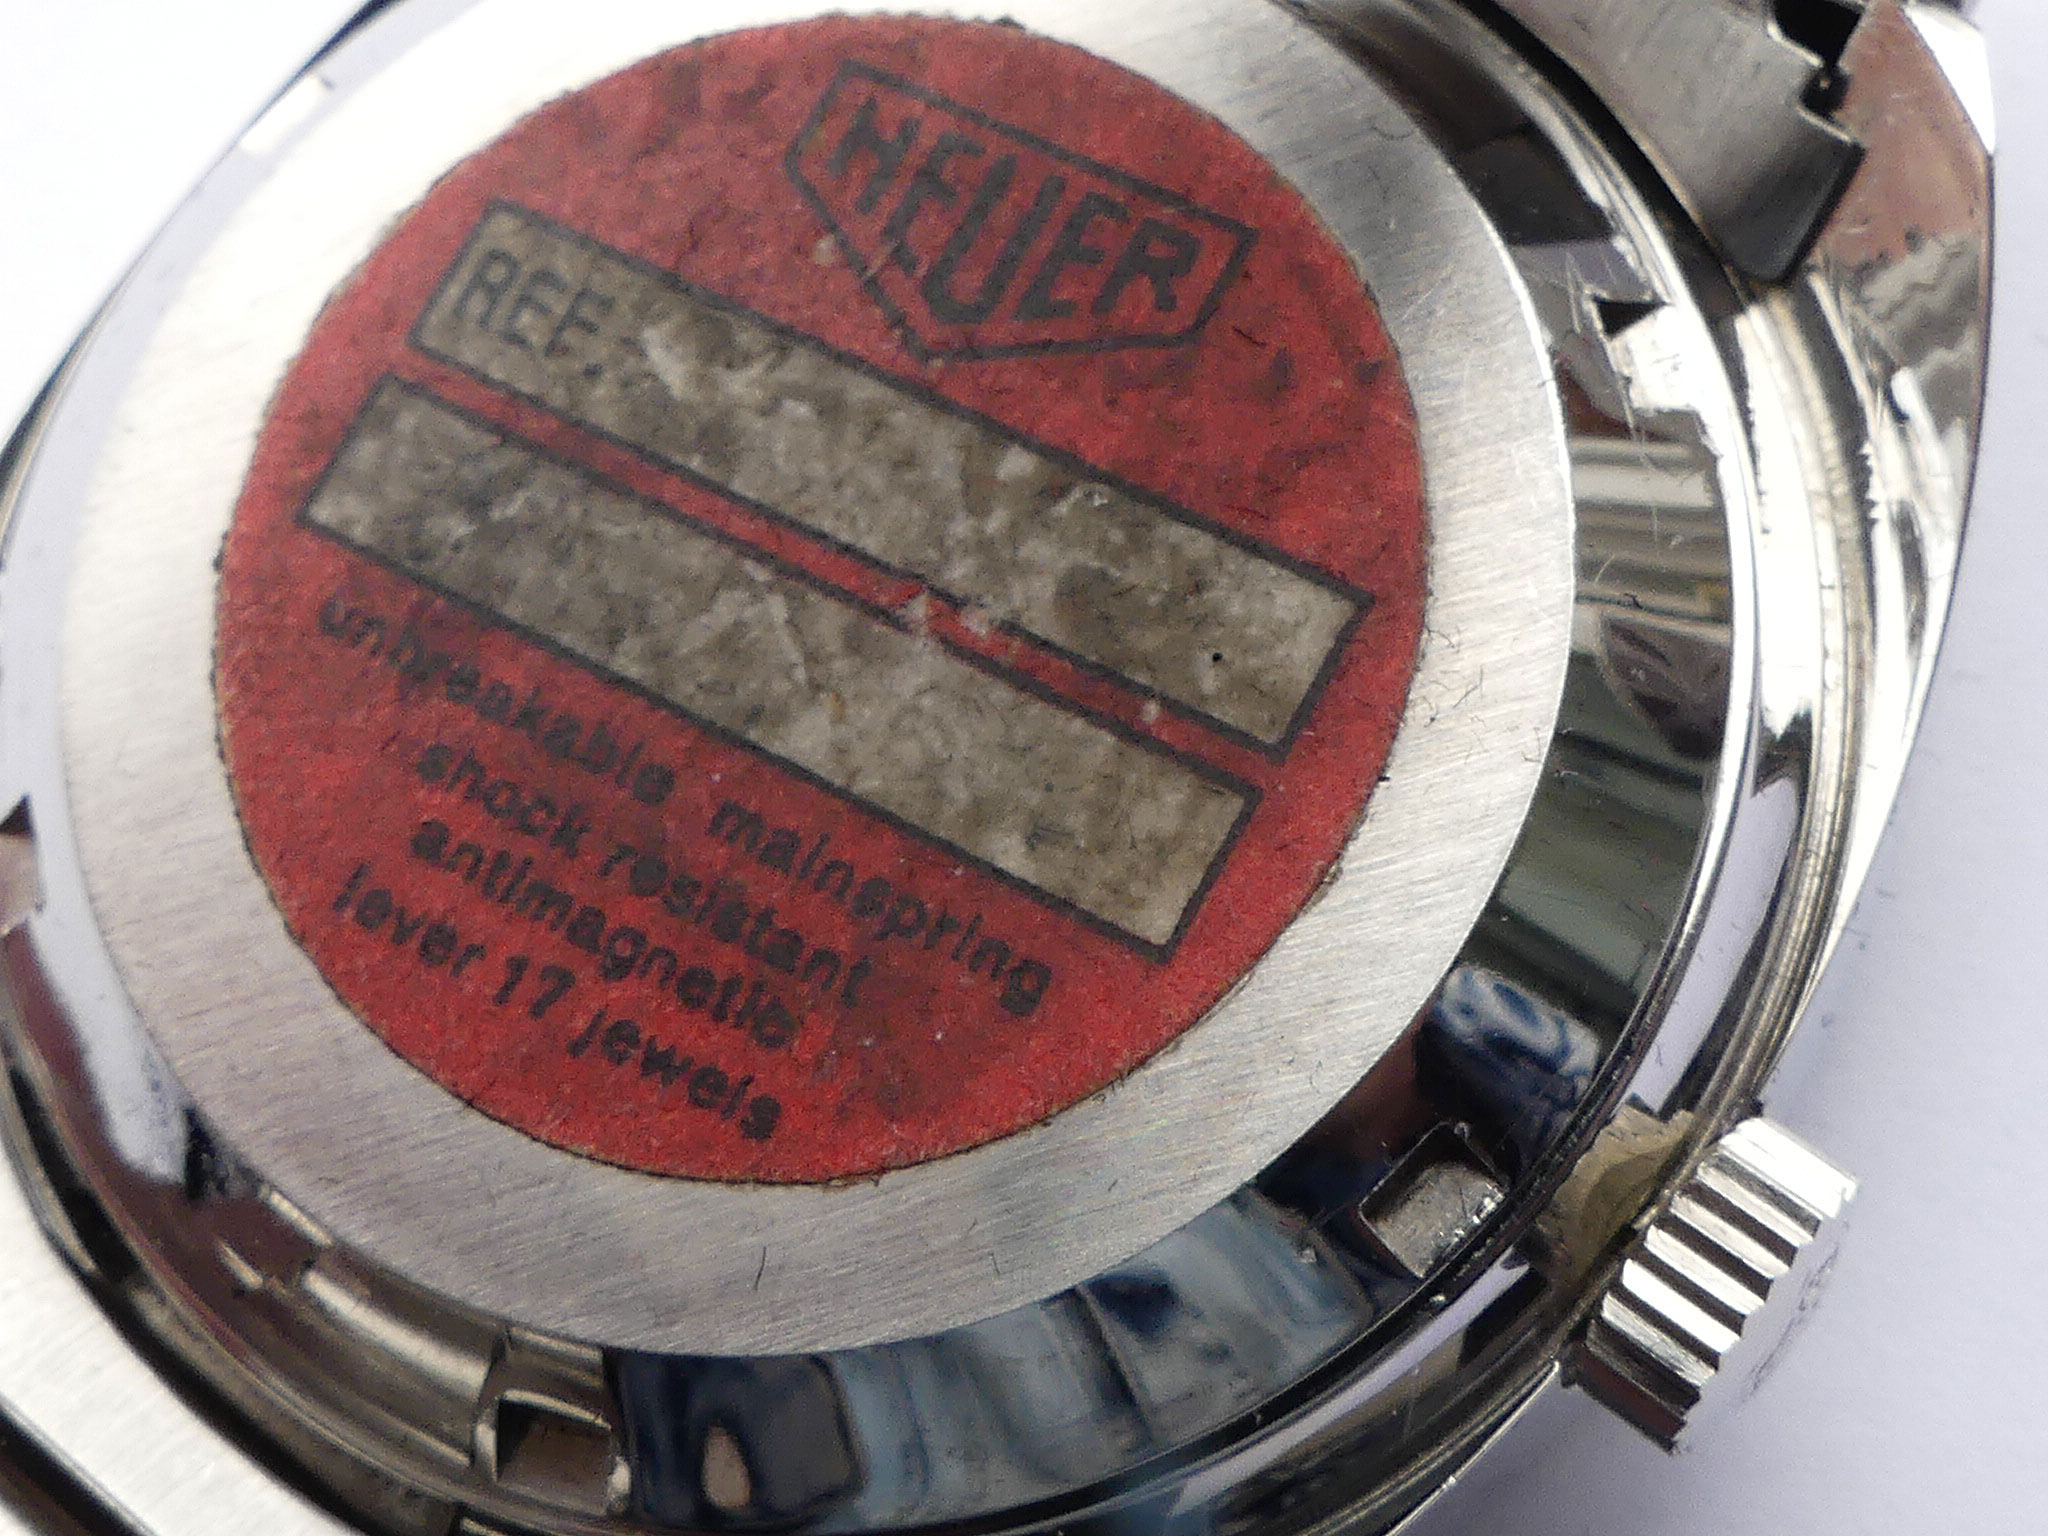 HEUER
REF.
unbreakable mainspring
shock resistant
antimagnetic
lever 17 jewels